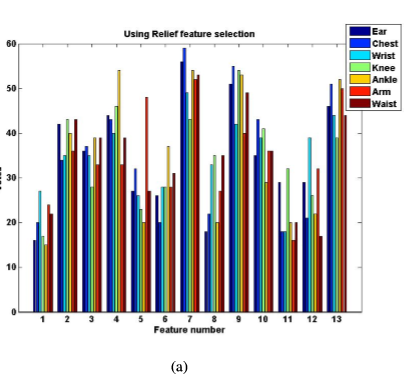 Using Relief feature selection
Ear
Chest
Wrist
Knee
Ankle
Arm
Waist
60
50
40
30
20
10
0
1 2 3 4 5 6 7 8 9 10 11 12 13
Feature number
(a)